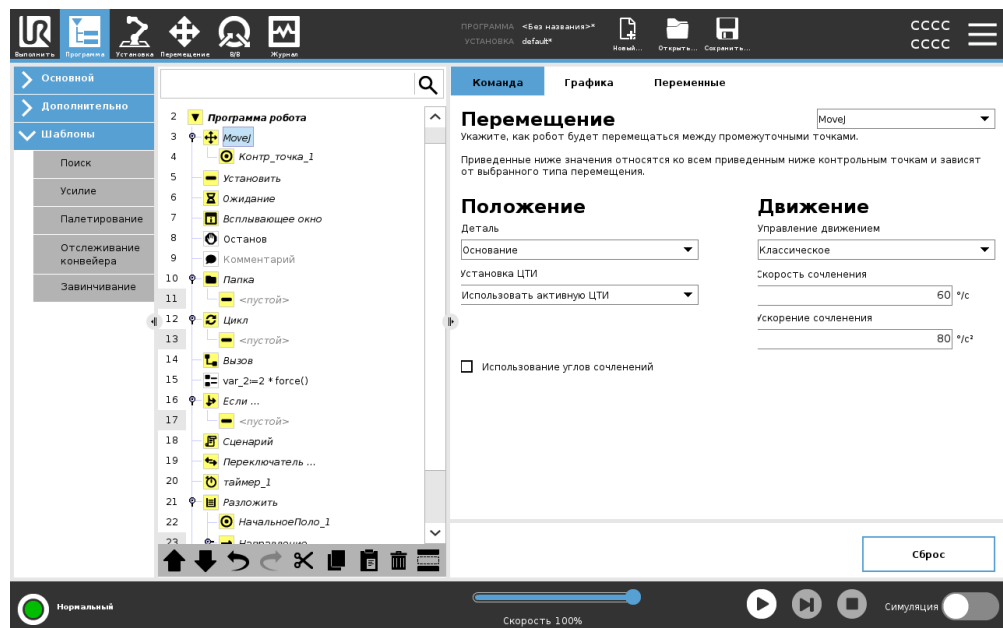 ПРОГРАММА <Без названия>*
УСТАНОВКА default*
Выполнить
Программа
Установка
Перемещение
В/В
Журнал
Новый...
Открыть...
Сохранить...
CCCC
CCCC
Основной
Дополнительно
Шаблоны
Поиск
Усилие
Палетирование
Отслеживание
конвейера
Завинчивание
2 Программа робота
3 MoveJ
4 Контр_точка_1
5 Установить
6 Ожидание
7 Всплывающее окно
8 Останов
9 Комментарий
10 Папка
11 <пустой>
12 Цикл
13 <пустой>
14 Вызов
15 var_2≔2 * force()
16 Если ...
17 <пустой>
18 Сценарий
19 Переключатель ...
20 таймер_1
21 Разложить
22 НачальноеПоло_1
23 Направление
Команда
Графика
Переменные
Перемещение
MoveJ
Укажите, как робот будет перемещаться между промежуточными точками.
Приведенные ниже значения относятся ко всем приведенным ниже контрольным точкам и зависят
от выбранного типа перемещения.
Положение
Деталь
Основание
Установка ЦТИ
Использовать активную ЦТИ
Использование углов сочленений
Движение
Управление движением
Классическое
Скорость сочленения
60 °/с
Ускорение сочленения
80 °/с²
Сброс
Нормальный
Скорость 100%
Симуляция